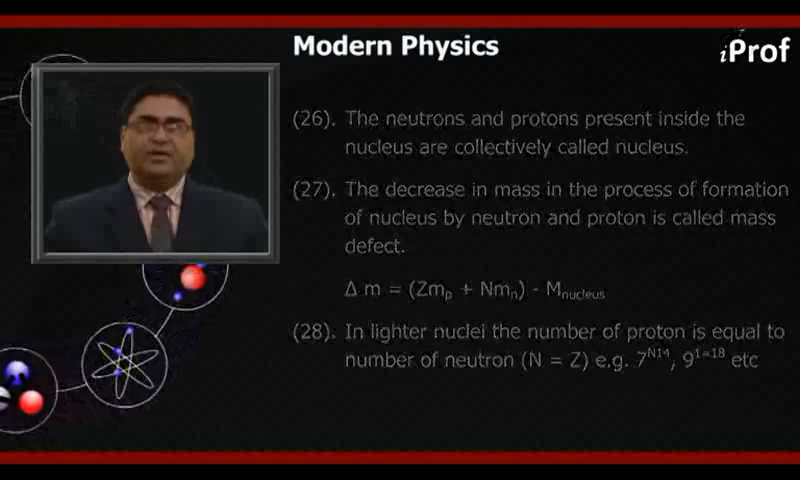 Modern Physics
iProf
(26). The neutrons and protons present inside the
nucleus are collectively called nucleus.
(27). The decrease in mass in the process of formation
of nucleus by neutron and proton is called mass
defect.
Δ m = (Zmp + Nmn) - Mnucleus
(28). In lighter nuclei the number of proton is equal to
number of neutron (N = Z) e.g. 7N14, 91=18 etc